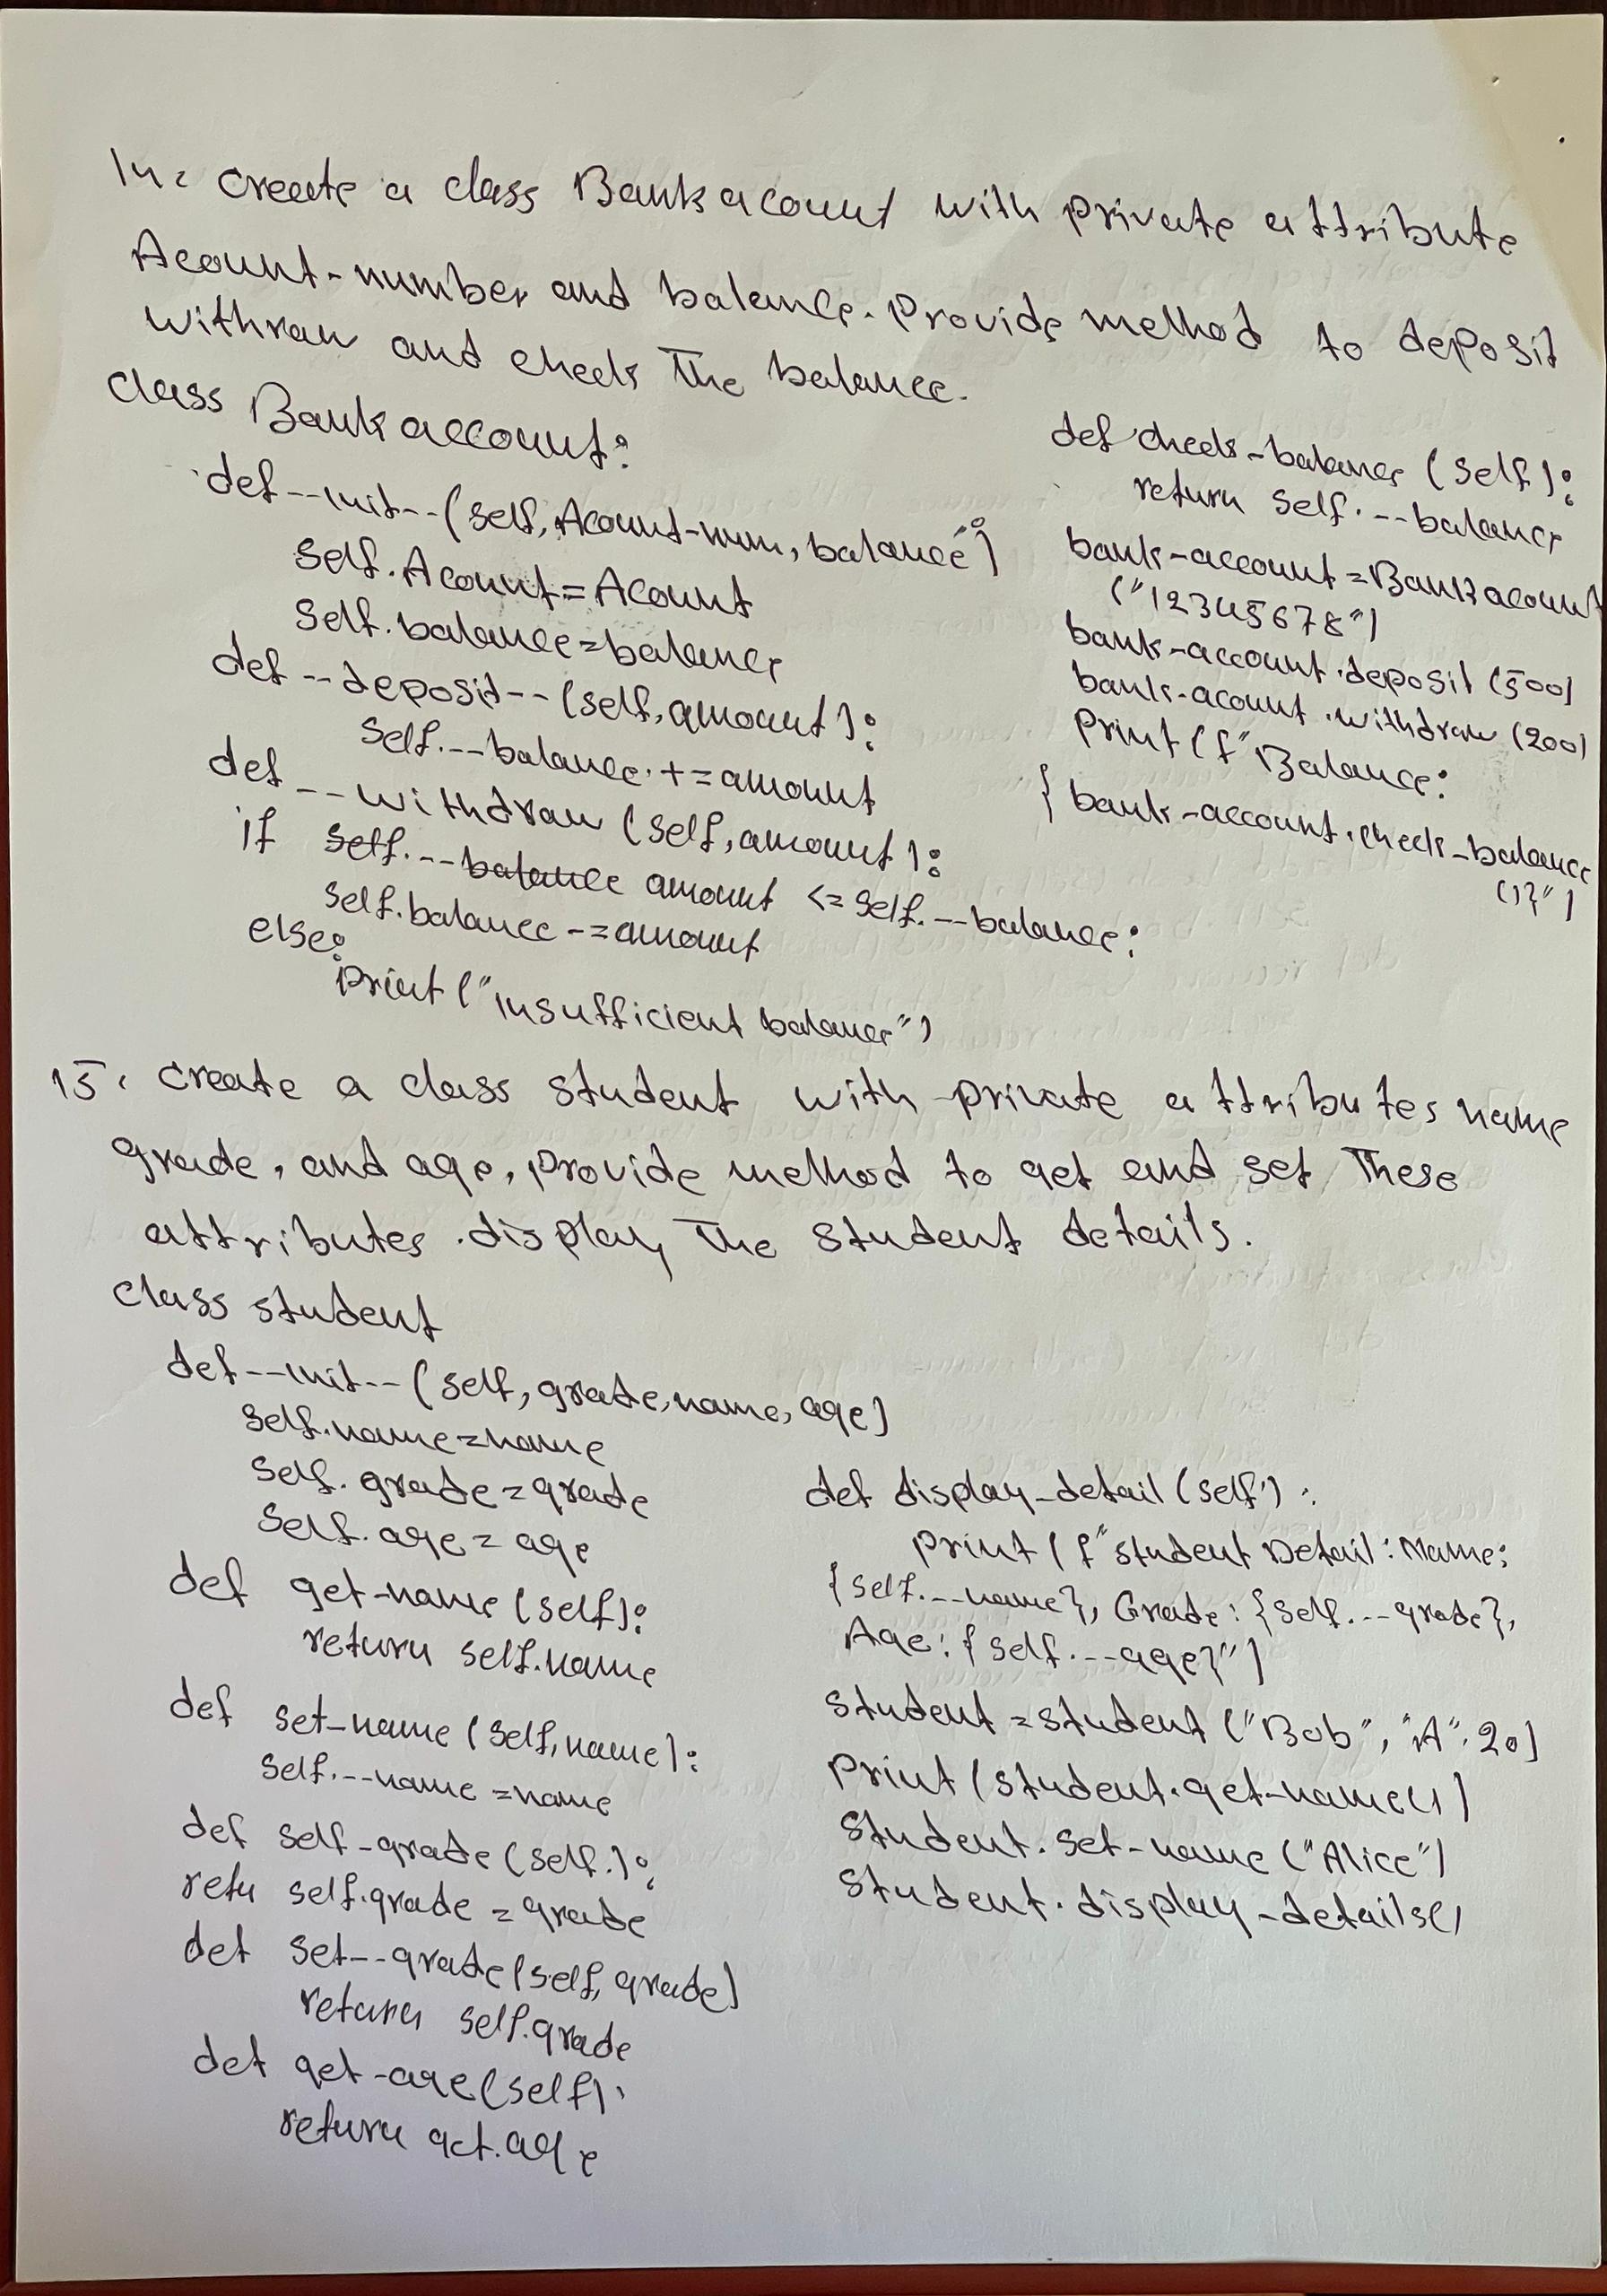 14. create a class Bankacount with private attribute
Acount-number and balance. Provide method to deposit
withraw and check the balance.
class Bankaccount:
def --init--(self, Acount-num, balance):
self.Acount=Acount
self.balance=balance
def --deposit--(self,amount):
self.--balance.+=amount
def --withdraw (self,amount):
if self.--balance amount <= self.--balance:
self.balance -=amount
else:
print ("insufficient balance")
def check-balance (self):
return self.--balance
bank-account=Bankacount
("12345678")
bank-account.deposit (500)
bank-acount.withdraw (200)
print (f"Balance:
{bank-account.check-balance
()}")
15. create a class student with private attributes name
grade, and age, provide method to get and set These
attributes .display The student details.
class student
def --init-- (self, grade,name, age)
self.name=name
self. grade=grade
self. age = age
def get-name (self):
return self.name
def set-name (self,name):
self.--name =name
def self-grade (self.):
retu self.grade = grade
def set--grade(self, grade)
return self.grade
def get-age(self).
return get.age
def display-detail (self) :
print (f"student Detail: Name:
{self.--name}, Grade: {self.--grade},
Age: {self.--age}")
student =student ("Bob", "A", 20)
print (student.get-name()
student. set-name ("Alice")
student. display-details()